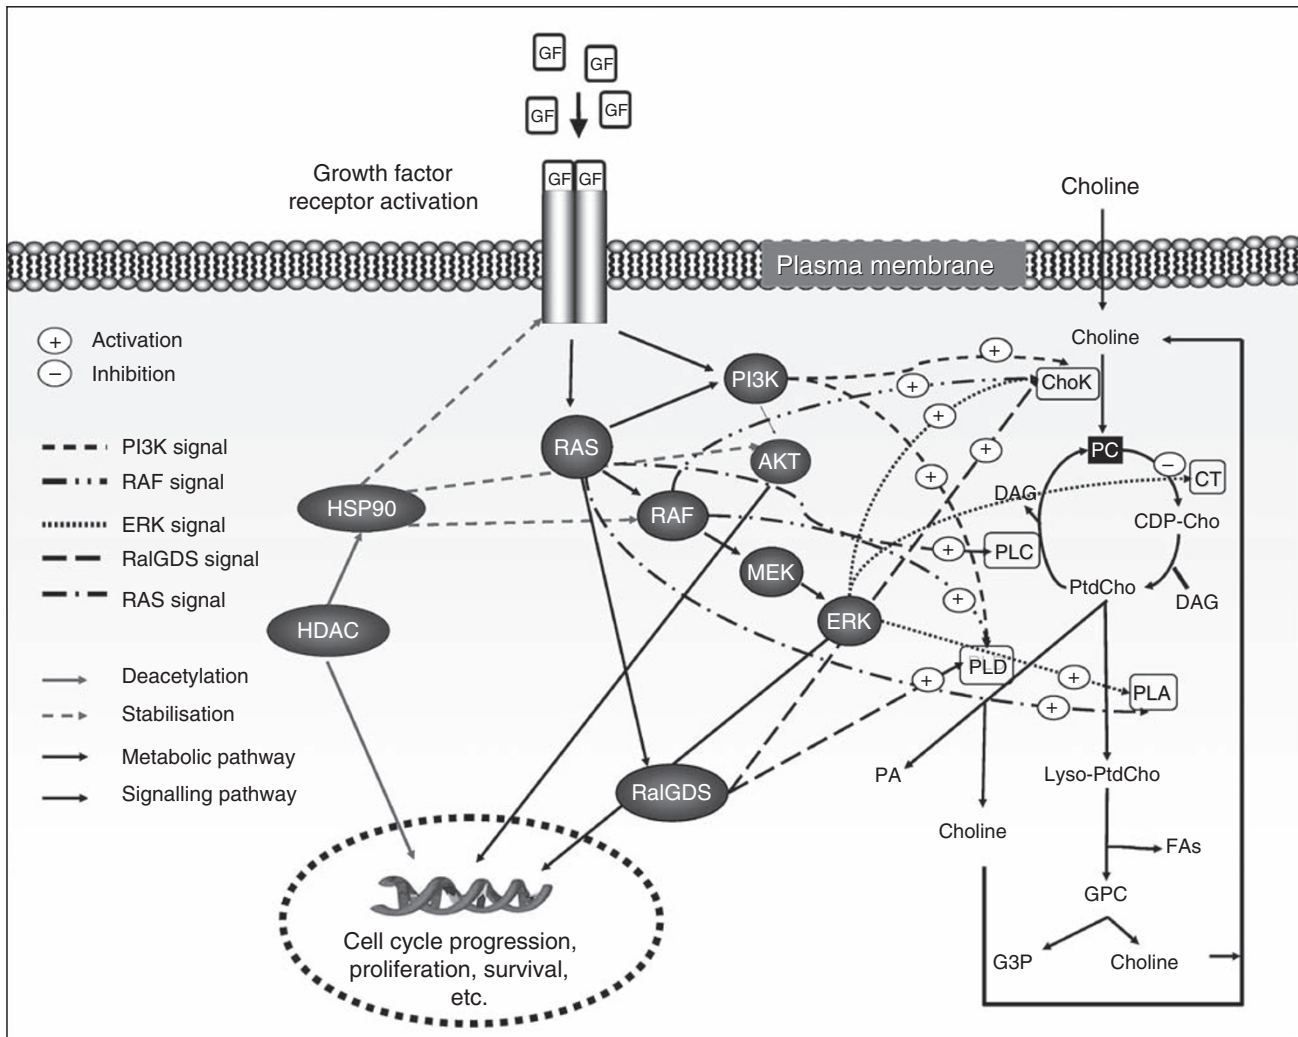 GF
GF
GF
GF
GF GF
Growth factor
receptor activation
Choline
Plasma membrane
+ Activation
− Inhibition
Choline
+
PI3K
+
ChoK
+
PI3K signal
RAF signal
ERK signal
RalGDS signal
RAS signal
RAS
AKT
+
+
PC
−
CT
HSP90
RAF
DAG
CDP-Cho
+
PLC
MEK
PtdCho
DAG
+
HDAC
ERK
Deacetylation
Stabilisation
Metabolic pathway
Signalling pathway
PLD
+
+
PLA
+
RalGDS
PA
Lyso-PtdCho
Choline
FAs
GPC
G3P
Choline
Cell cycle progression,
proliferation, survival,
etc.